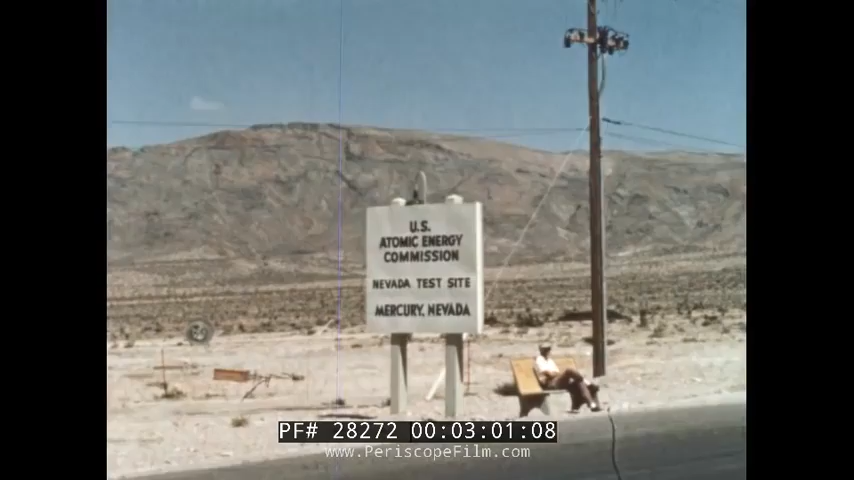 U.S.
ATOMIC ENERGY
COMMISSION
NEVADA TEST SITE
MERCURY, NEVADA
PF# 28272 00:03:01:08
www.PeriscopeFilm.com